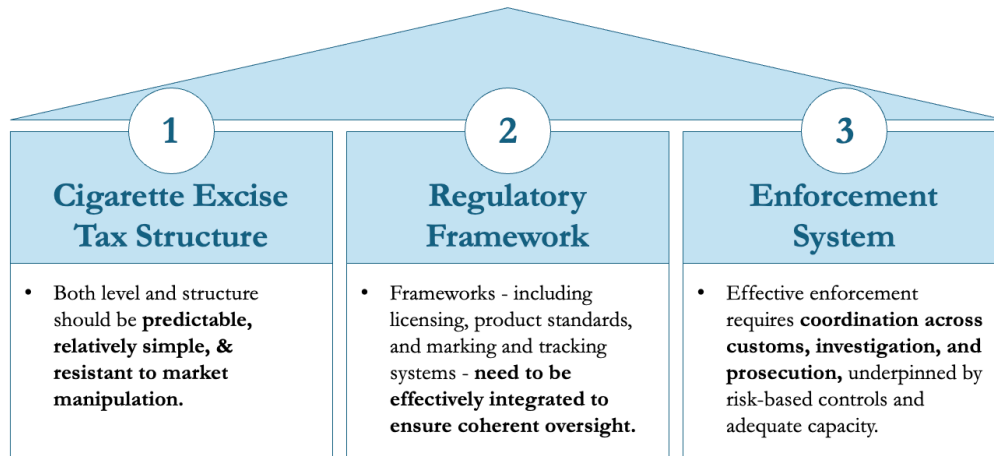 1
Cigarette Excise
Tax Structure
• Both level and structure
should be predictable,
relatively simple, &
resistant to market
manipulation.
2
Regulatory
Framework
• Frameworks - including
licensing, product standards,
and marking and tracking
systems - need to be
effectively integrated to
ensure coherent oversight.
3
Enforcement
System
• Effective enforcement
requires coordination across
customs, investigation, and
prosecution, underpinned by
risk-based controls and
adequate capacity.